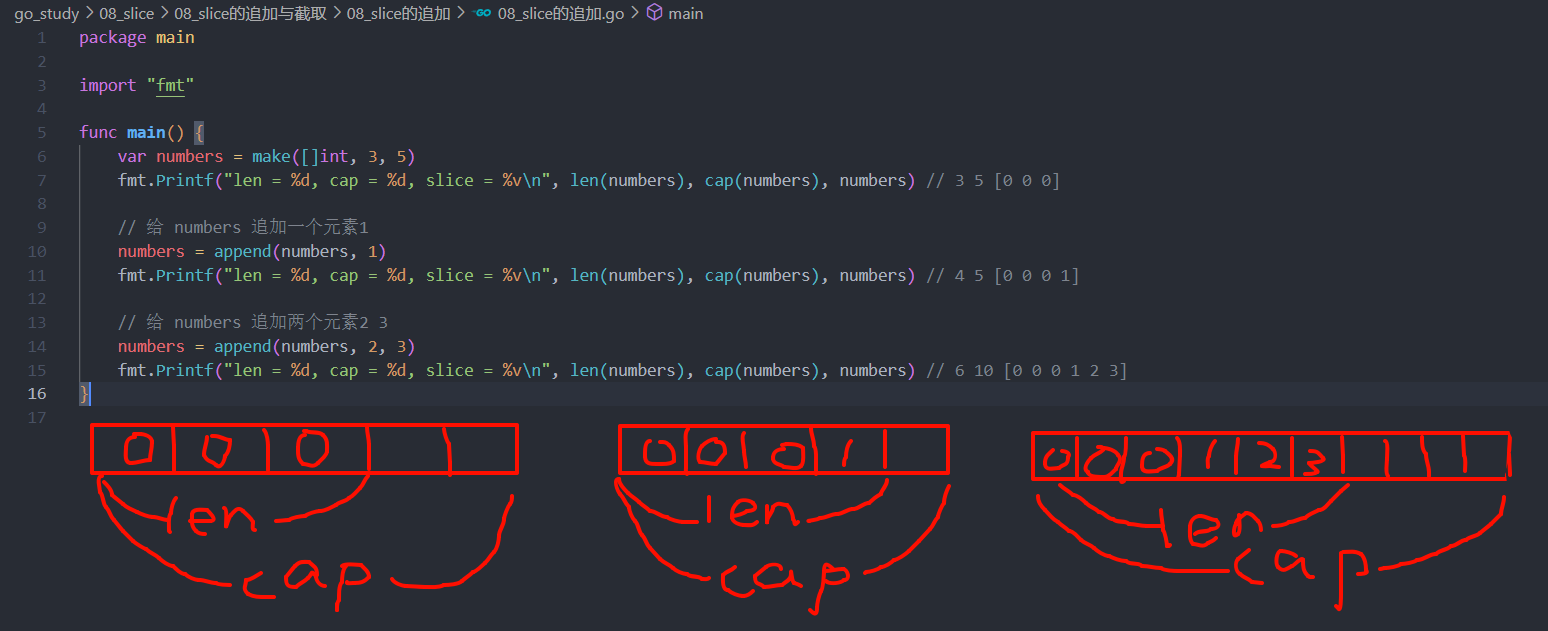 go_study > 08_slice > 08_slice的追加与截取 > 08_slice的追加 > GO 08_slice的追加.go > main
1 package main
2
3 import "fmt"
4
5 func main() {
6 var numbers = make([]int, 3, 5)
7 fmt.Printf("len = %d, cap = %d, slice = %v\n", len(numbers), cap(numbers), numbers) // 3 5 [0 0 0]
8
9 // 给 numbers 追加一个元素1
10 numbers = append(numbers, 1)
11 fmt.Printf("len = %d, cap = %d, slice = %v\n", len(numbers), cap(numbers), numbers) // 4 5 [0 0 0 1]
12
13 // 给 numbers 追加两个元素2 3
14 numbers = append(numbers, 2, 3)
15 fmt.Printf("len = %d, cap = %d, slice = %v\n", len(numbers), cap(numbers), numbers) // 6 10 [0 0 0 1 2 3]
16 }
17
0 0 0
len
cap
0 0 0 1
len
cap
0 0 0 1 2 3
len
cap